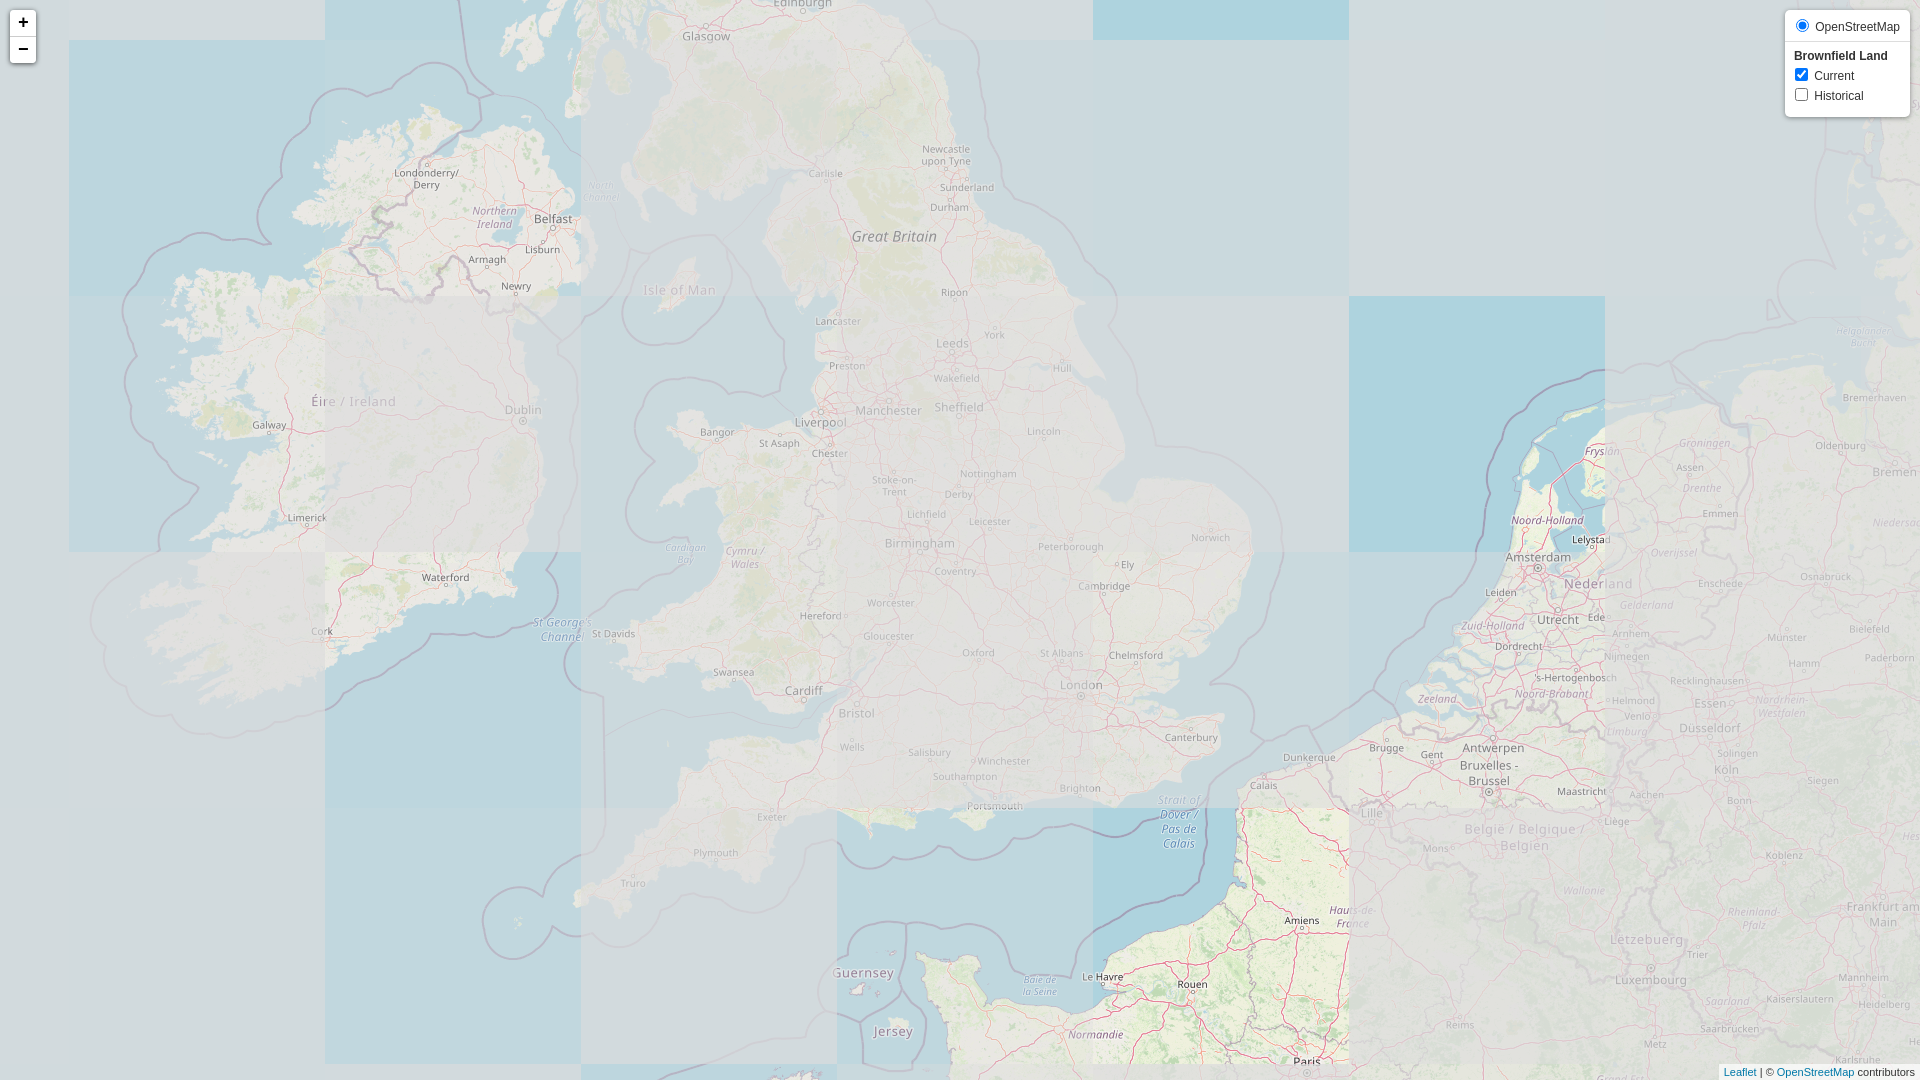 +
−
OpenStreetMap
Brownfield Land
Current
Historical
Edinburgh
Glasgow
Londonderry/
Derry
North
Channel
Newcastle
upon Tyne
Carlisle
Sunderland
Durham
Northern
Ireland
Belfast
Great Britain
Lisburn
Armagh
Newry
Isle of Man
Ripon
Lancaster
York
Leeds
Preston
Hull
Wakefield
Helgoländer
Bucht
Bremerhaven
Éire / Ireland
Dublin
Manchester
Sheffield
Galway
Liverpool
Bangor
St Asaph
Lincoln
Chester
Groningen
Oldenburg
Fryslân
Assen
Bremen
Nottingham
Stoke-on-
Trent
Derby
Drenthe
Limerick
Lichfield
Leicester
Noord-Holland
Emmen
Norwich
Lelystad
Birmingham
Peterborough
Cardigan
Bay
Cymru /
Wales
Amsterdam
Overijssel
Ely
Coventry
Cambridge
Waterford
Nederland
Enschede
Osnabrück
Leiden
Worcester
Gelderland
Hereford
St George's
Channel
Utrecht
Ede
Zuid-Holland
Cork
St Davids
Gloucester
Arnhem
Münster
Bielefeld
Dordrecht
Oxford
St Albans
Chelmsford
Nijmegen
Hamm
Paderborn
Swansea
's-Hertogenbosch
Recklinghausen
London
Cardiff
Noord-Brabant
Zeeland
Helmond
Essen
Nordrhein-
Westfalen
Bristol
Venlo
Düsseldorf
Limburg
Canterbury
Wells
Salisbury
Brugge
Antwerpen
Gent
Solingen
Dunkerque
Winchester
Bruxelles -
Brussel
Köln
Southampton
Siegen
Calais
Brighton
Maastricht
Aachen
Bonn
Strait of
Dover /
Pas de
Calais
Portsmouth
Exeter
Lille
Liège
België / Belgique /
Belgien
Mons
Plymouth
Koblenz
Truro
Wallonie
Hauts-de-
France
Rheinland-
Pfalz
Frankfurt am
Main
Amiens
Lëtzebuerg
Trier
Guernsey
Le Havre
Baie de
la Seine
Rouen
Luxembourg
Mannheim
Kaiserslautern
Heidelberg
Saarland
Jersey
Normandie
Reims
Saarbrücken
Metz
Paris
Karlsruhe
Leaflet | © OpenStreetMap contributors